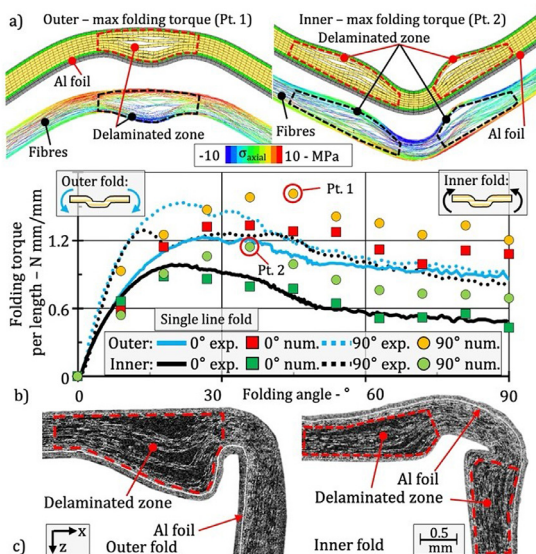 a)
Outer – max folding torque (Pt. 1)
Inner – max folding torque (Pt. 2)
Delaminated zone
Al foil
Delaminated zone
Fibres
Fibres
Al foil
-10 σaxial 10 - MPa
Outer fold:
Inner fold:
Pt. 1
Pt. 2
Folding torque
per length – N mm/mm
1.2
0.6
0
Single line fold
Outer: 0° exp. 0° num. 90° exp. 90° num.
Inner: 0° exp. 0° num. 90° exp. 90° num.
0 30 60 90
Folding angle - °
b)
Delaminated zone
Al foil
Outer fold
Al foil
Delaminated
zone
Inner fold
0.5
mm
c)
x
z